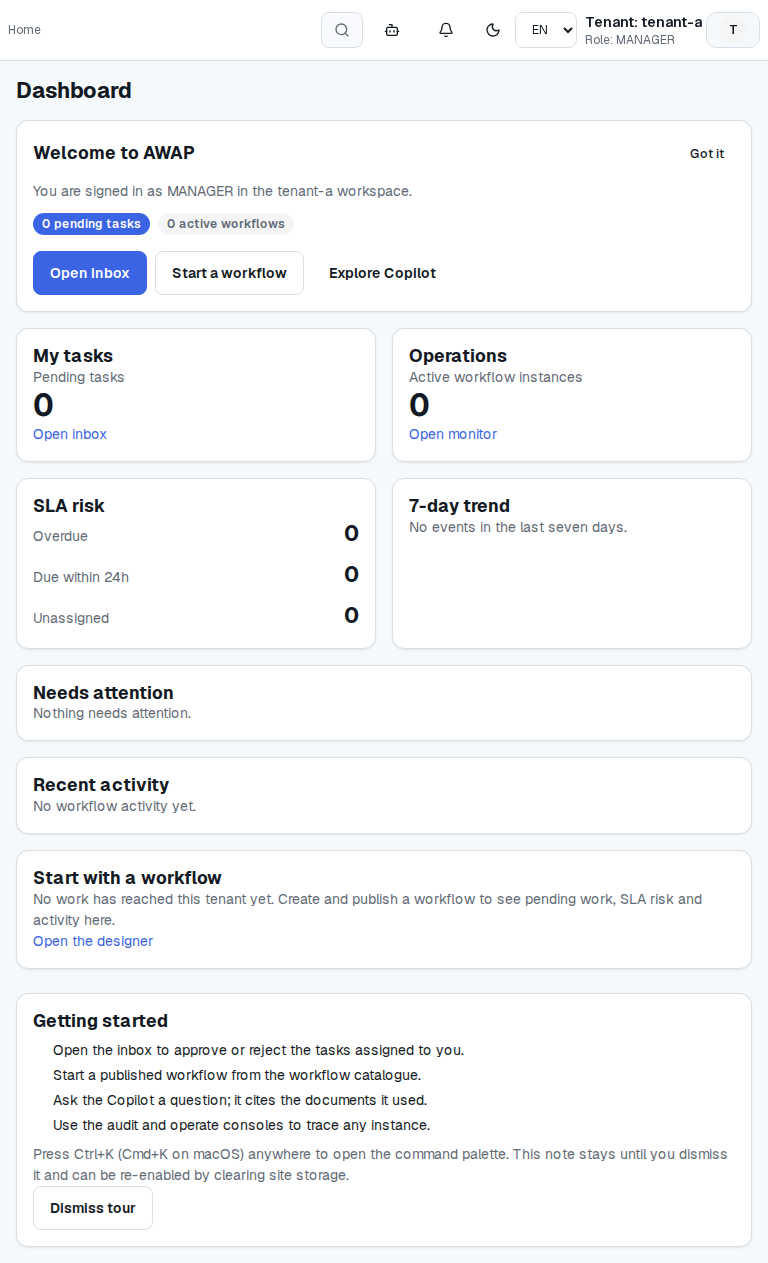 Home
EN
Tenant: tenant-a
Role: MANAGER
T
Dashboard
Welcome to AWAP
Got it
You are signed in as MANAGER in the tenant-a workspace.
0 pending tasks
0 active workflows
Open inbox
Start a workflow
Explore Copilot
My tasks
Pending tasks
0
Open inbox
Operations
Active workflow instances
0
Open monitor
SLA risk
Overdue
0
Due within 24h
0
Unassigned
0
7-day trend
No events in the last seven days.
Needs attention
Nothing needs attention.
Recent activity
No workflow activity yet.
Start with a workflow
No work has reached this tenant yet. Create and publish a workflow to see pending work, SLA risk and
activity here.
Open the designer
Getting started
Open the inbox to approve or reject the tasks assigned to you.
Start a published workflow from the workflow catalogue.
Ask the Copilot a question; it cites the documents it used.
Use the audit and operate consoles to trace any instance.
Press Ctrl+K (Cmd+K on macOS) anywhere to open the command palette. This note stays until you dismiss
it and can be re-enabled by clearing site storage.
Dismiss tour